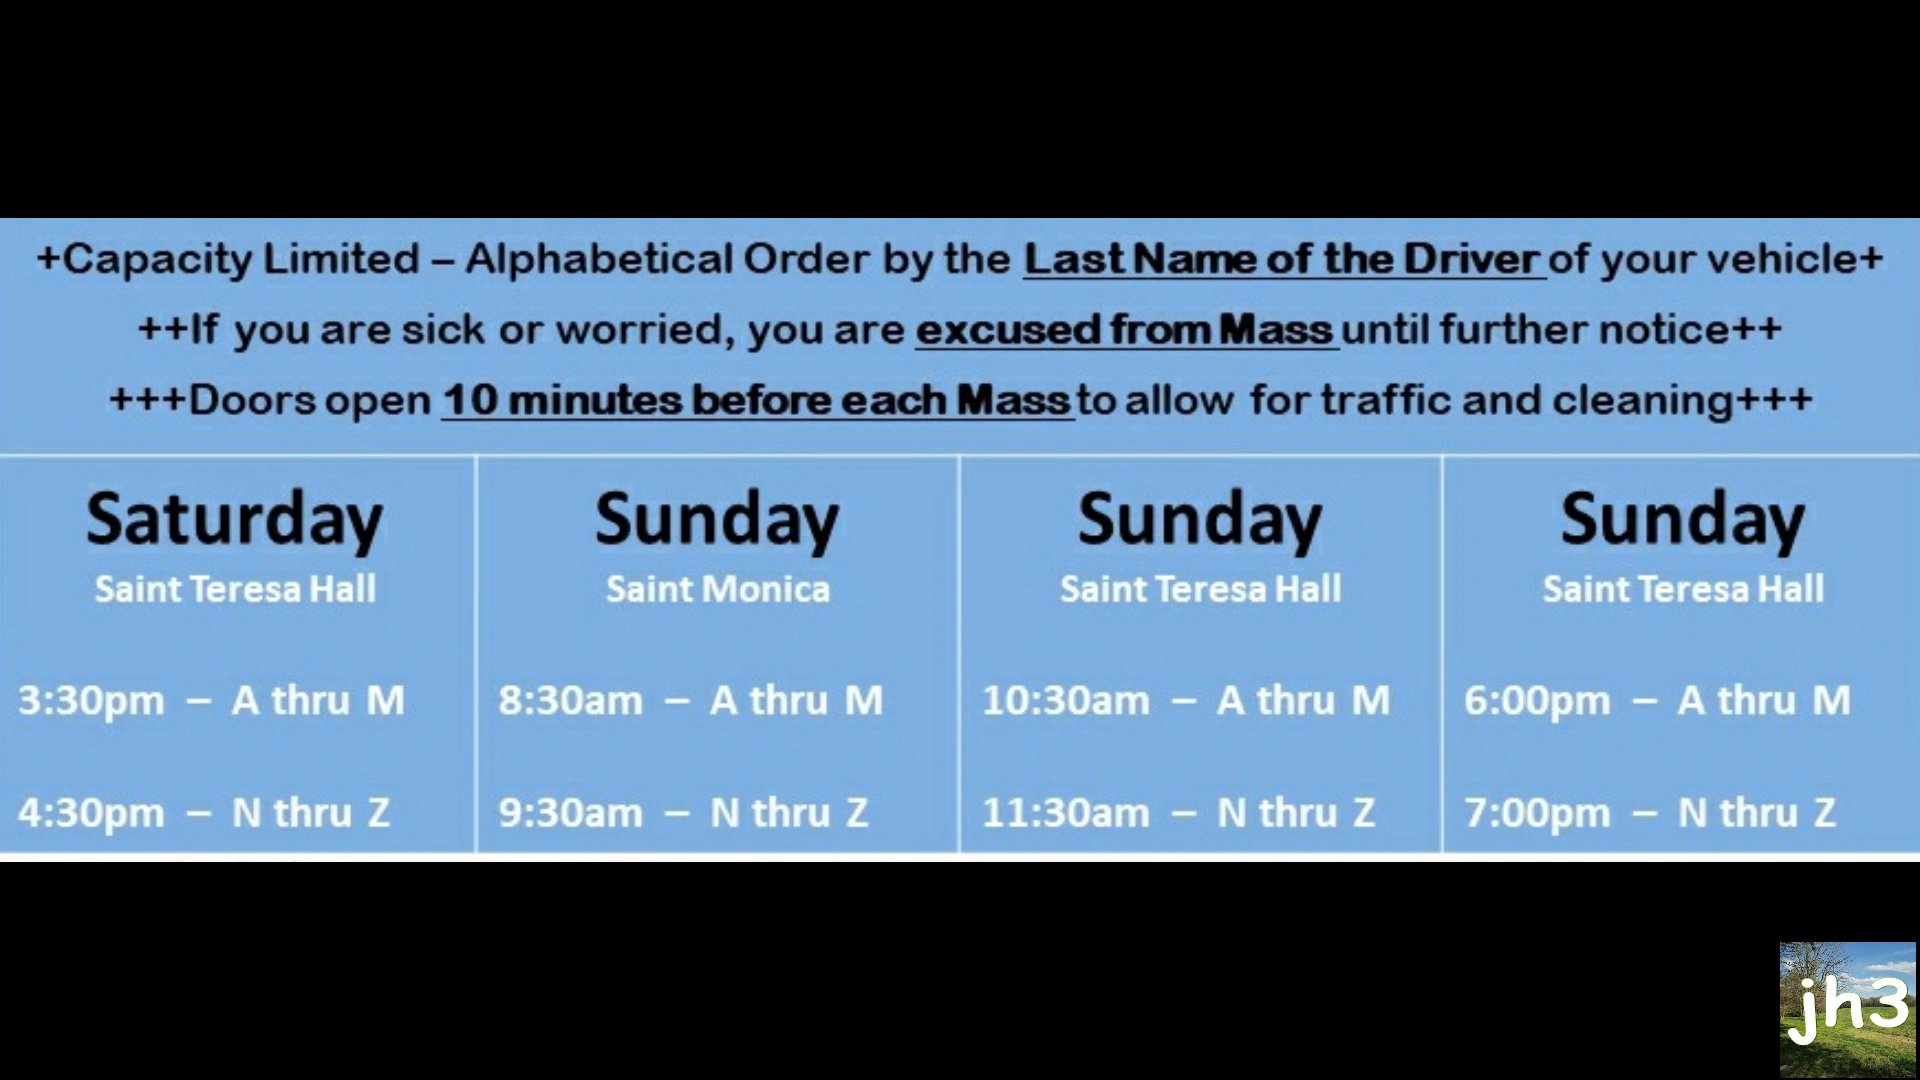 +Capacity Limited – Alphabetical Order by the Last Name of the Driver of your vehicle+
++If you are sick or worried, you are excused from Mass until further notice++
+++Doors open 10 minutes before each Mass to allow for traffic and cleaning+++
Saturday
Saint Teresa Hall
3:30pm – A thru M
4:30pm – N thru Z
Sunday
Saint Monica
8:30am – A thru M
9:30am – N thru Z
Sunday
Saint Teresa Hall
10:30am – A thru M
11:30am – N thru Z
Sunday
Saint Teresa Hall
6:00pm – A thru M
7:00pm – N thru Z
jh3